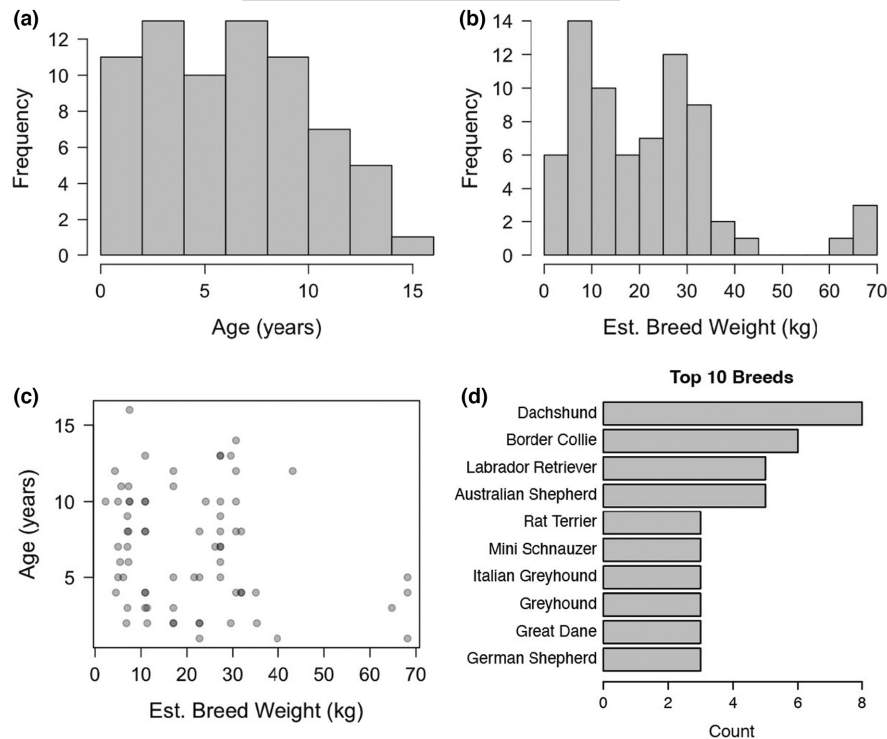 (a)
12
10
8
6
4
2
0
Frequency
0 5 10 15
Age (years)
(b)
14
12
10
8
6
4
2
0
Frequency
0 10 20 30 40 50 60 70
Est. Breed Weight (kg)
(c)
15
10
5
Age (years)
0 10 20 30 40 50 60 70
Est. Breed Weight (kg)
(d)
Top 10 Breeds
Dachshund
Border Collie
Labrador Retriever
Australian Shepherd
Rat Terrier
Mini Schnauzer
Italian Greyhound
Greyhound
Great Dane
German Shepherd
0 2 4 6 8
Count